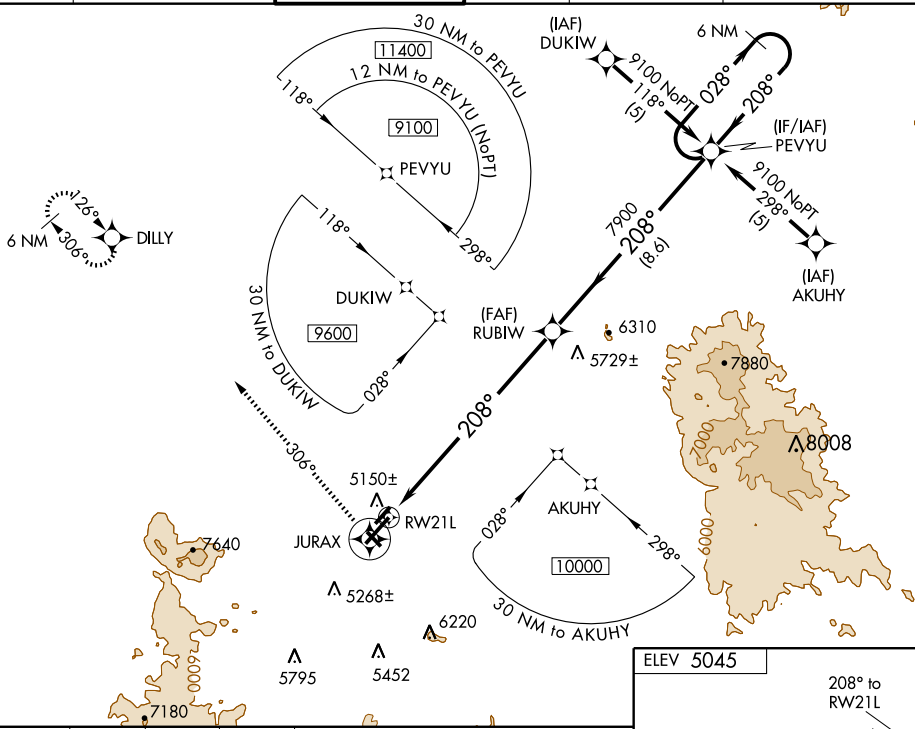 30 NM to PEVYU
11400
12 NM to PEVYU (NoPT)
9100
118°
PEVYU
298°
(IAF)
DUKIW
9100 NoPT
118°
(5)
6 NM
028°
208°
(IF/IAF)
PEVYU
9100 NoPT
298°
(5)
(IAF)
AKUHY
126°
6 NM
306°
DILLY
7900
208°
(8.6)
118°
DUKIW
30 NM to DUKIW
9600
028°
(FAF)
RUBIW
6310
5729±
7880
7000
8008
6000
208°
306°
5150±
RW21L
JURAX
AKUHY
028°
298°
10000
30 NM to AKUHY
7640
5268±
6220
6000
5795
5452
7180
ELEV 5045
208° to
RW21L